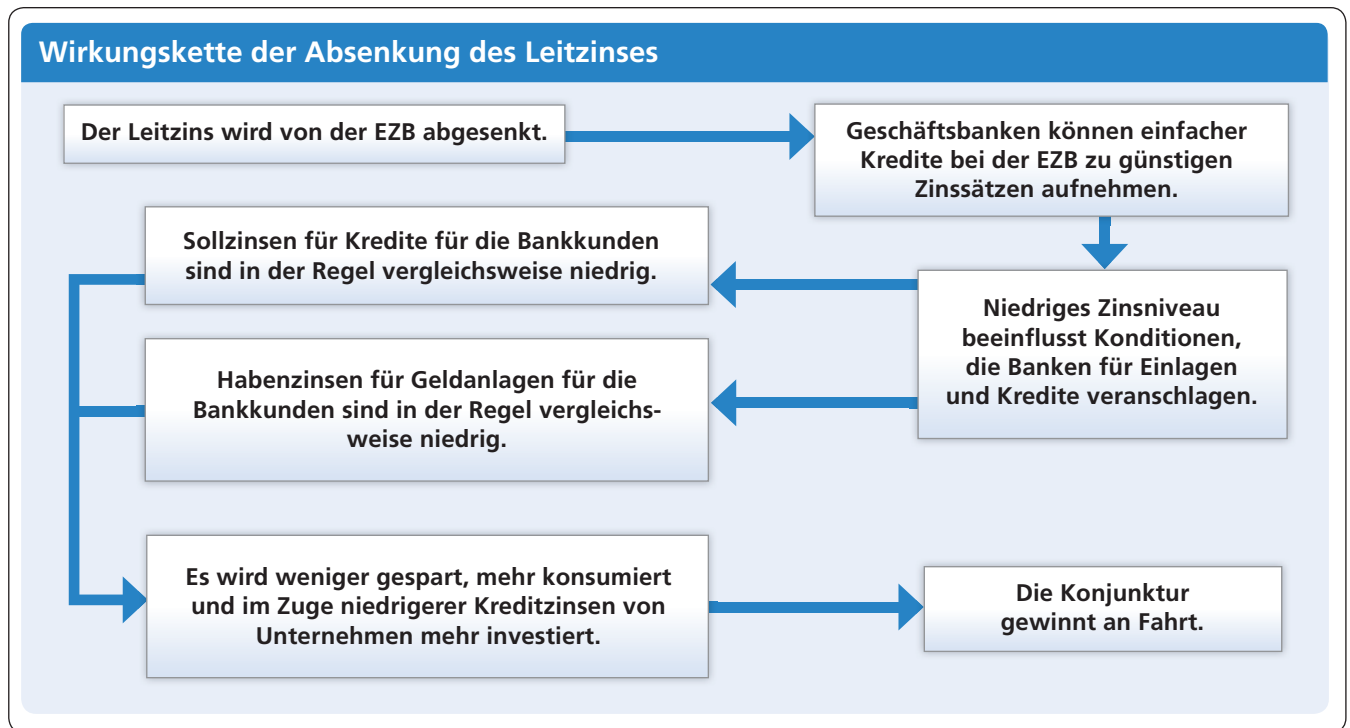 Wirkungskette der Absenkung des Leitzinses
Der Leitzins wird von der EZB abgesenkt.
Geschäftsbanken können einfacher
Kredite bei der EZB zu günstigen
Zinssätzen aufnehmen.
Niedriges Zinsniveau
beeinflusst Konditionen,
die Banken für Einlagen
und Kredite veranschlagen.
Sollzinsen für Kredite für die Bankkunden
sind in der Regel vergleichsweise niedrig.
Habenzinsen für Geldanlagen für die
Bankkunden sind in der Regel vergleichs-
weise niedrig.
Es wird weniger gespart, mehr konsumiert
und im Zuge niedrigerer Kreditzinsen von
Unternehmen mehr investiert.
Die Konjunktur
gewinnt an Fahrt.